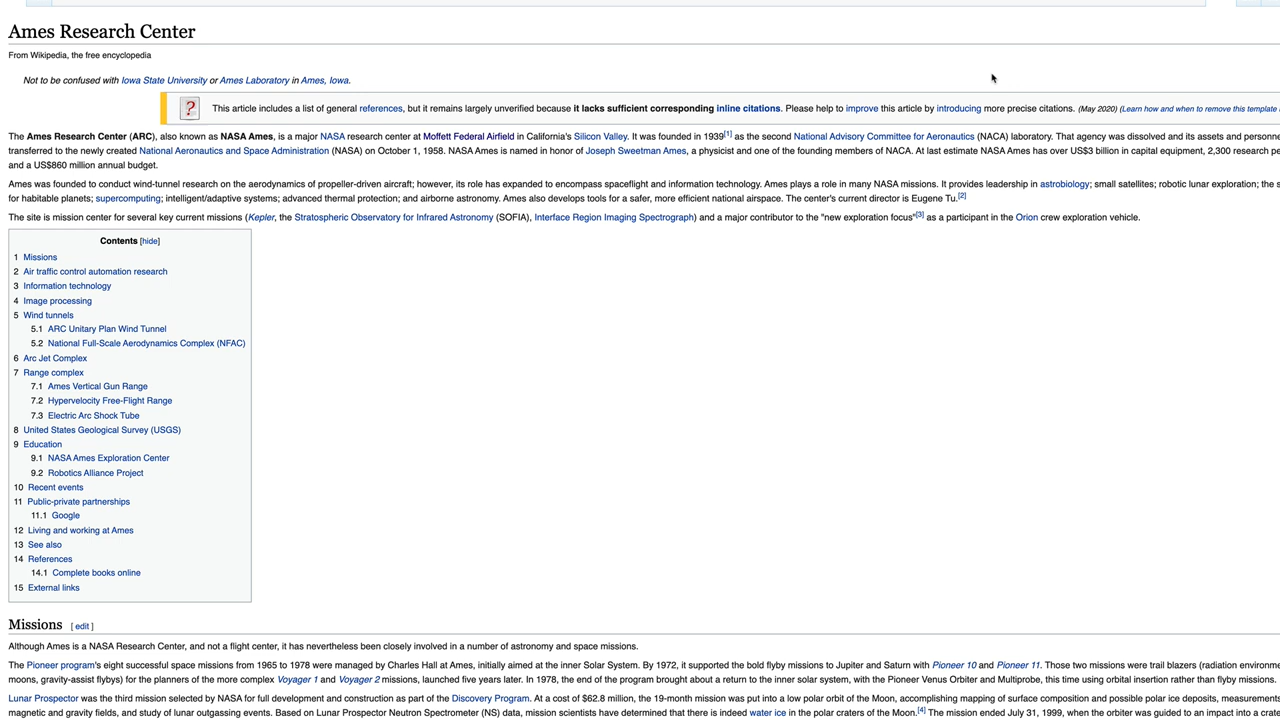 Ames Research Center
From Wikipedia, the free encyclopedia
Not to be confused with Iowa State University or Ames Laboratory in Ames, Iowa.
? This article includes a list of general references, but it remains largely unverified because it lacks sufficient corresponding inline citations. Please help to improve this article by introducing more precise citations. (May 2020) (Learn how and when to remove this template
The Ames Research Center (ARC), also known as NASA Ames, is a major NASA research center at Moffett Federal Airfield in California's Silicon Valley. It was founded in 1939[1] as the second National Advisory Committee for Aeronautics (NACA) laboratory. That agency was dissolved and its assets and personn
transferred to the newly created National Aeronautics and Space Administration (NASA) on October 1, 1958. NASA Ames is named in honor of Joseph Sweetman Ames, a physicist and one of the founding members of NACA. At last estimate NASA Ames has over US$3 billion in capital equipment, 2,300 research pe
and a US$860 million annual budget.
Ames was founded to conduct wind-tunnel research on the aerodynamics of propeller-driven aircraft; however, its role has expanded to encompass spaceflight and information technology. Ames plays a role in many NASA missions. It provides leadership in astrobiology; small satellites; robotic lunar exploration; the s
for habitable planets; supercomputing; intelligent/adaptive systems; advanced thermal protection; and airborne astronomy. Ames also develops tools for a safer, more efficient national airspace. The center's current director is Eugene Tu.[2]
The site is mission center for several key current missions (Kepler, the Stratospheric Observatory for Infrared Astronomy (SOFIA), Interface Region Imaging Spectrograph) and a major contributor to the "new exploration focus"[3] as a participant in the Orion crew exploration vehicle.
Contents [hide]
1 Missions
2 Air traffic control automation research
3 Information technology
4 Image processing
5 Wind tunnels
5.1 ARC Unitary Plan Wind Tunnel
5.2 National Full-Scale Aerodynamics Complex (NFAC)
6 Arc Jet Complex
7 Range complex
7.1 Ames Vertical Gun Range
7.2 Hypervelocity Free-Flight Range
7.3 Electric Arc Shock Tube
8 United States Geological Survey (USGS)
9 Education
9.1 NASA Ames Exploration Center
9.2 Robotics Alliance Project
10 Recent events
11 Public-private partnerships
11.1 Google
12 Living and working at Ames
13 See also
14 References
14.1 Complete books online
15 External links
Missions [ edit ]
Although Ames is a NASA Research Center, and not a flight center, it has nevertheless been closely involved in a number of astronomy and space missions.
The Pioneer program's eight successful space missions from 1965 to 1978 were managed by Charles Hall at Ames, initially aimed at the inner Solar System. By 1972, it supported the bold flyby missions to Jupiter and Saturn with Pioneer 10 and Pioneer 11. Those two missions were trail blazers (radiation environme
moons, gravity-assist flybys) for the planners of the more complex Voyager 1 and Voyager 2 missions, launched five years later. In 1978, the end of the program brought about a return to the inner solar system, with the Pioneer Venus Orbiter and Multiprobe, this time using orbital insertion rather than flyby missions.
Lunar Prospector was the third mission selected by NASA for full development and construction as part of the Discovery Program. At a cost of $62.8 million, the 19-month mission was put into a low polar orbit of the Moon, accomplishing mapping of surface composition and possible polar ice deposits, measurements
magnetic and gravity fields, and study of lunar outgassing events. Based on Lunar Prospector Neutron Spectrometer (NS) data, mission scientists have determined that there is indeed water ice in the polar craters of the Moon.[4] The mission ended July 31, 1999, when the orbiter was guided to an impact into a crat